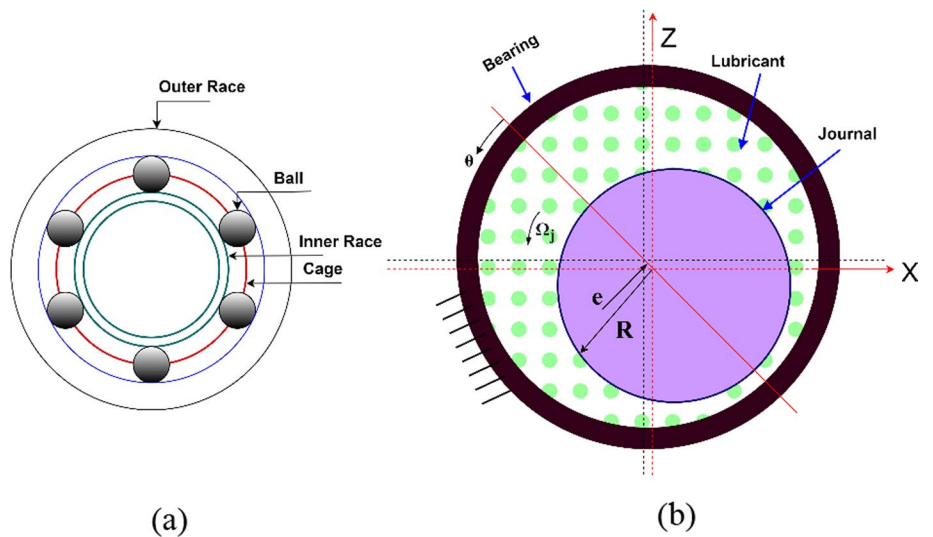 Outer Race
Ball
Inner Race
Cage
(a)
Z
Bearing
Lubricant
Journal
θ
Ωj
X
e
R
(b)